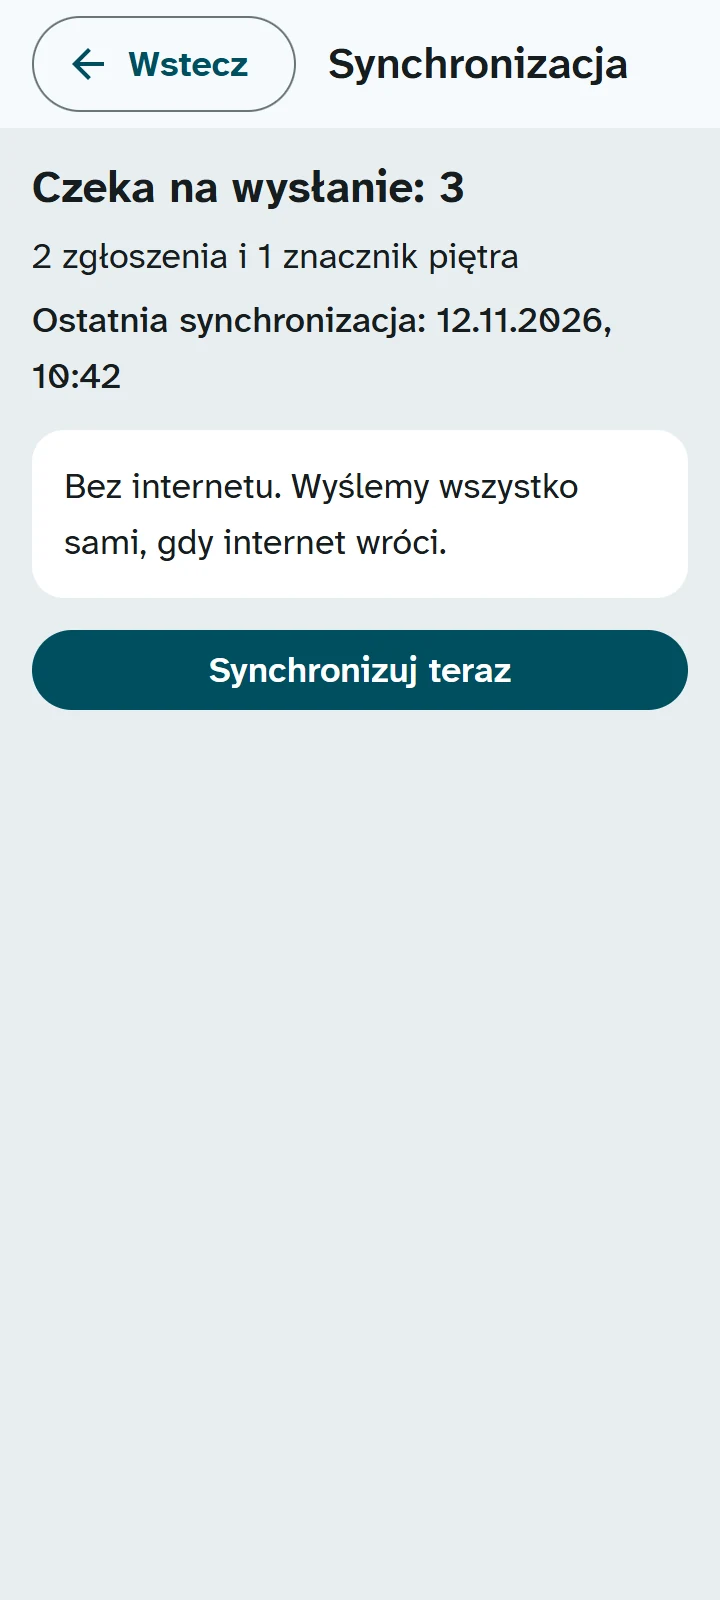 Wstecz
Synchronizacja
Czeka na wysłanie: 3
2 zgłoszenia i 1 znacznik piętra
Ostatnia synchronizacja: 12.11.2026,
10:42
Bez internetu. Wyślemy wszystko
sami, gdy internet wróci.
Synchronizuj teraz